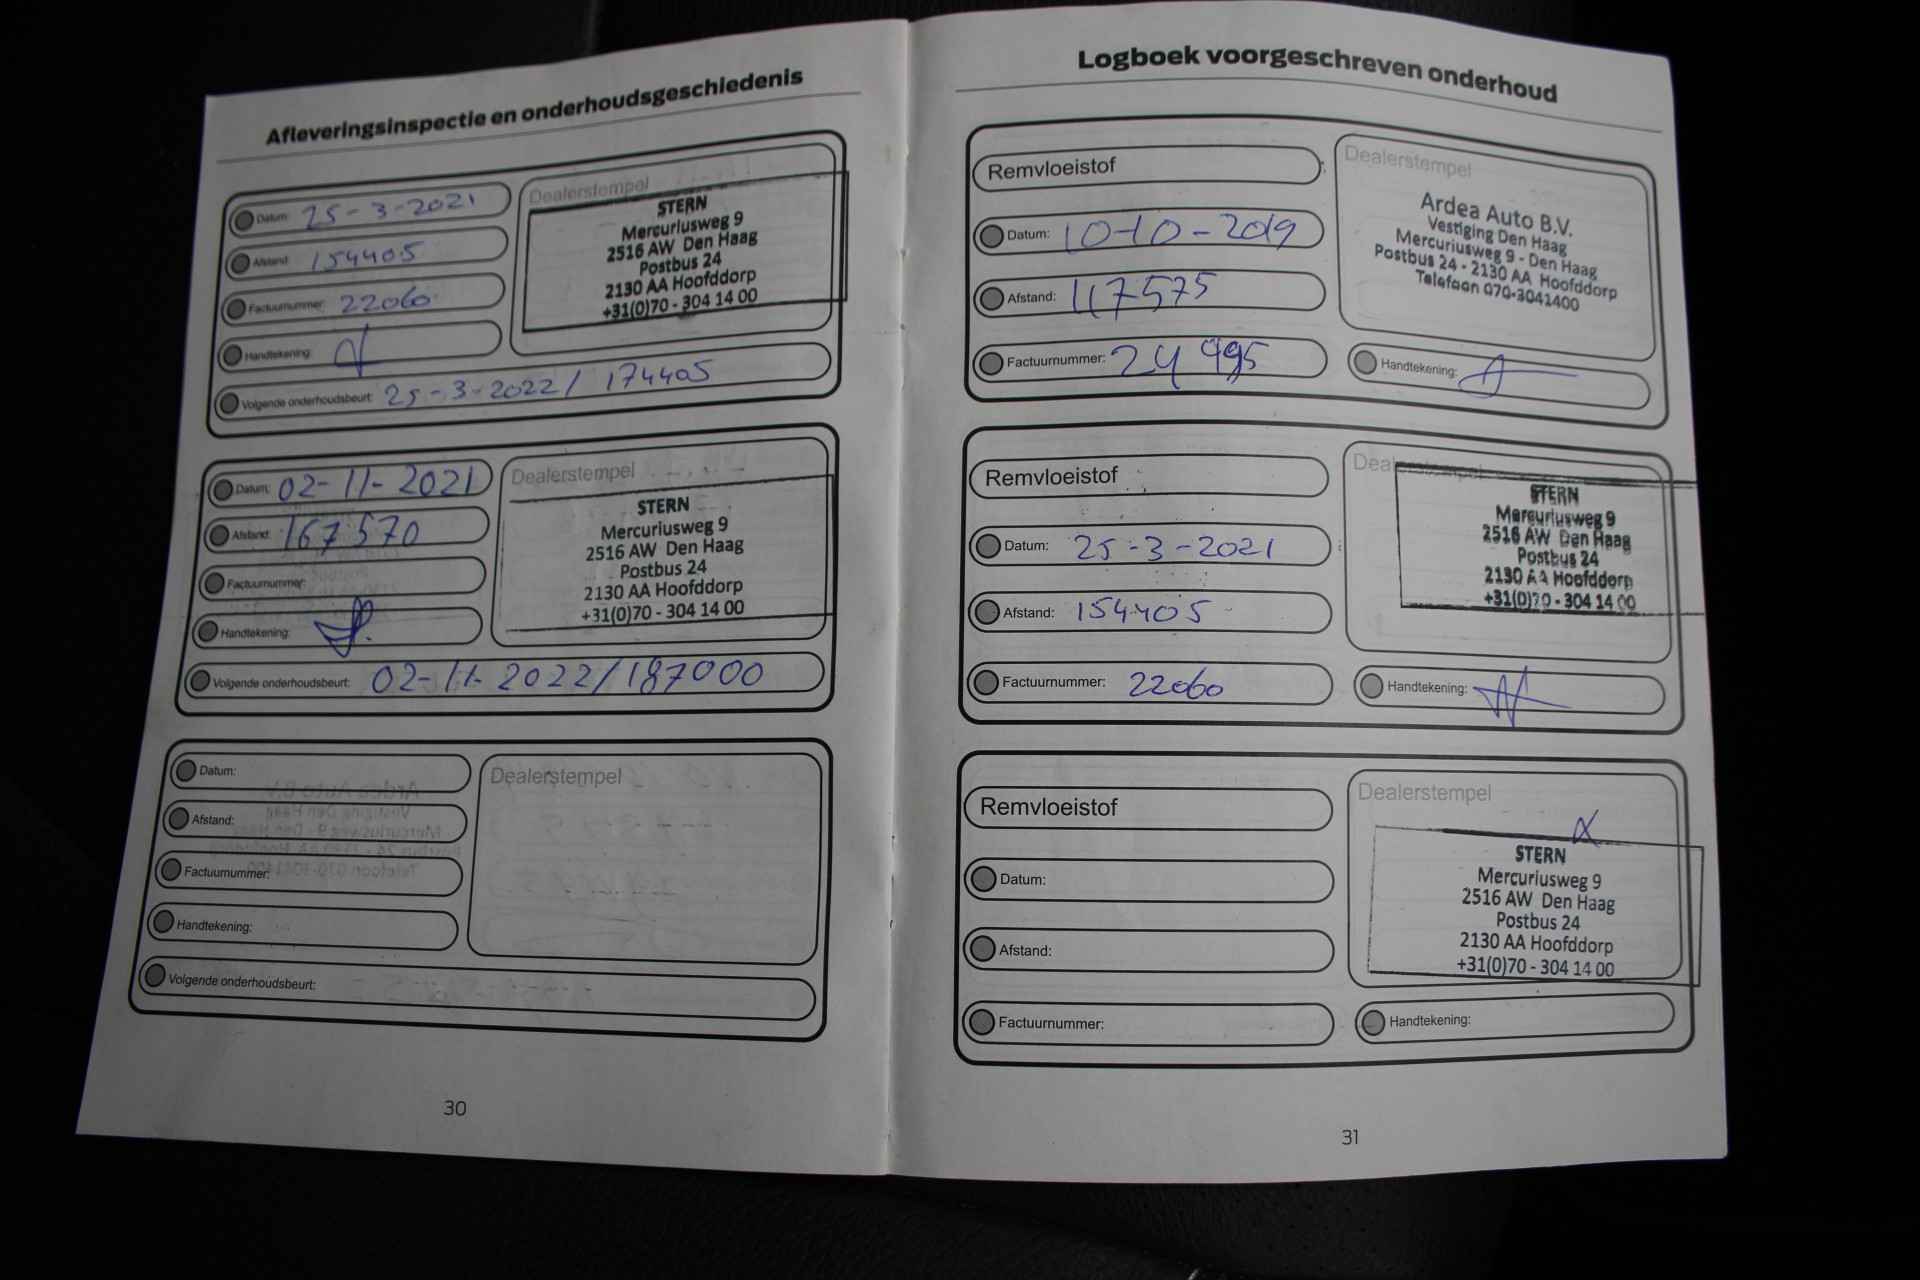 Afleveringsinspectie en onderhoudsgeschiedenis
Datum: 25-3-2021
Afstand: 154405
Factuurnummer: 22060
Handtekening:
Volgende onderhoudsbeurt: 25-3-2022 / 174405
Dealerstempel
STERN
Mercuriusweg 9
2516 AW Den Haag
Postbus 24
2130 AA Hoofddorp
+31(0)70 - 304 14 00
Datum: 02-11-2021
Afstand: 167570
Factuurnummer:
Handtekening:
Volgende onderhoudsbeurt: 02-11-2022/187000
Dealerstempel
STERN
Mercuriusweg 9
2516 AW Den Haag
Postbus 24
2130 AA Hoofddorp
+31(0)70 - 304 14 00
Datum:
Afstand:
Factuurnummer:
Handtekening:
Volgende onderhoudsbeurt:
Dealerstempel
30
Logboek voorgeschreven onderhoud
Remvloeistof
Datum: 10-10-2019
Afstand: 117575
Factuurnummer: 24995
Dealerstempel
Ardea Auto B.V.
Vestiging Den Haag
Mercuriusweg 9 - Den Haag
Postbus 24 - 2130 AA Hoofddorp
Telefoon 070-3041400
Handtekening:
Remvloeistof
Datum: 25-3-2021
Afstand: 154405
Factuurnummer: 22060
Dealerstempel
STERN
Mercuriusweg 9
2516 AW Den Haag
Postbus 24
2130 AA Hoofddorp
+31(0)70 - 304 14 00
Handtekening:
Remvloeistof
Datum:
Afstand:
Factuurnummer:
Dealerstempel
STERN
Mercuriusweg 9
2516 AW Den Haag
Postbus 24
2130 AA Hoofddorp
+31(0)70 - 304 14 00
Handtekening:
31